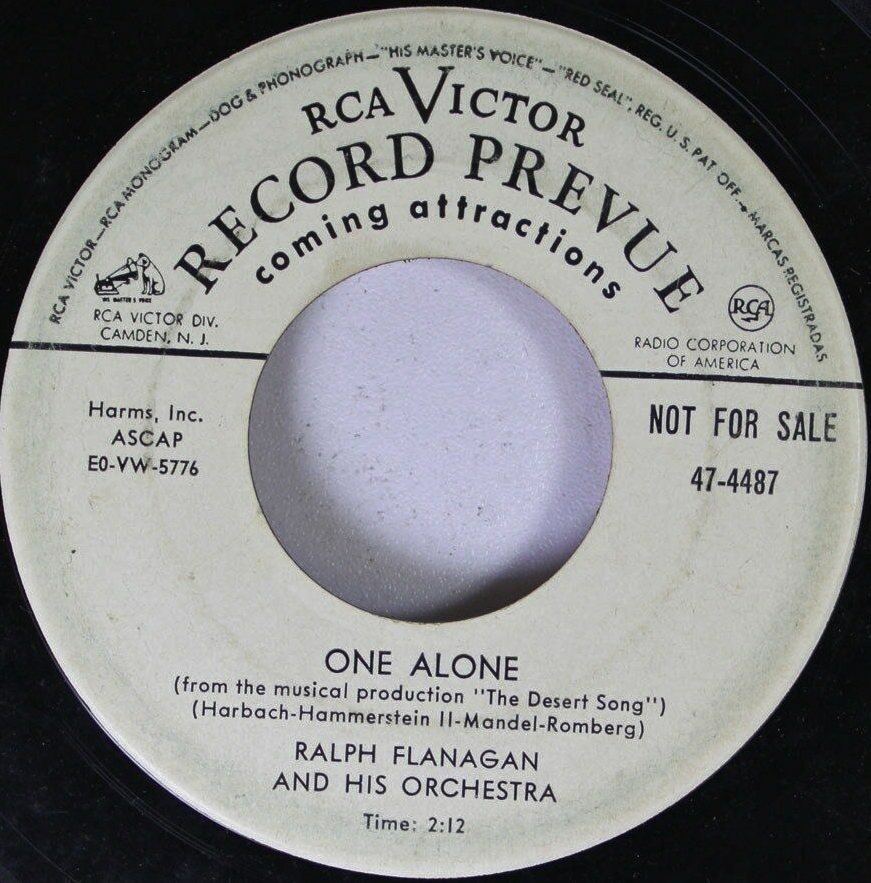 RCA VICTOR—RCA MONOGRAM—DOG & PHONOGRAPH—"HIS MASTER'S VOICE"—"RED SEAL", REG. U. S. PAT OFF.—MARCAS REGISTRADAS
RCA VICTOR
RECORD PREVUE
coming attractions
HIS MASTER'S VOICE
RCA VICTOR DIV.
CAMDEN, N. J.
RCA
RADIO CORPORATION
OF AMERICA
Harms, Inc.
ASCAP
E0-VW-5776
NOT FOR SALE
47-4487
ONE ALONE
(from the musical production "The Desert Song")
(Harbach-Hammerstein II-Mandel-Romberg)
RALPH FLANAGAN
AND HIS ORCHESTRA
Time: 2:12